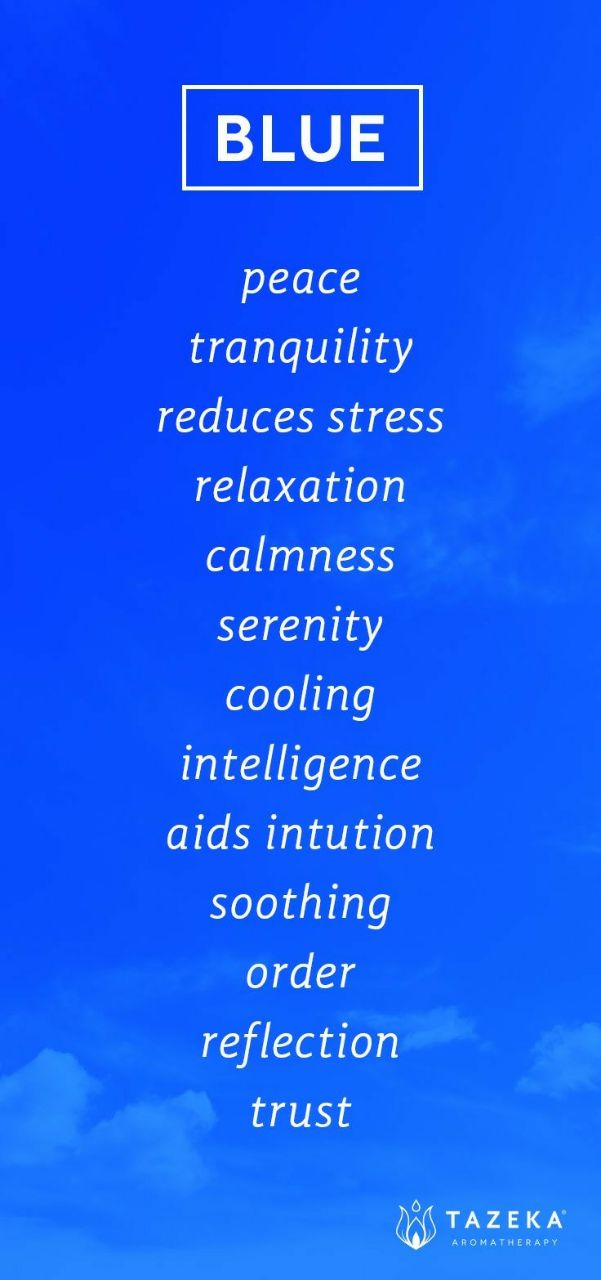 BLUE
peace
tranquility
reduces stress
relaxation
calmness
serenity
cooling
intelligence
aids intution
soothing
order
reflection
trust
TAZEKA®
AROMATHERAPY